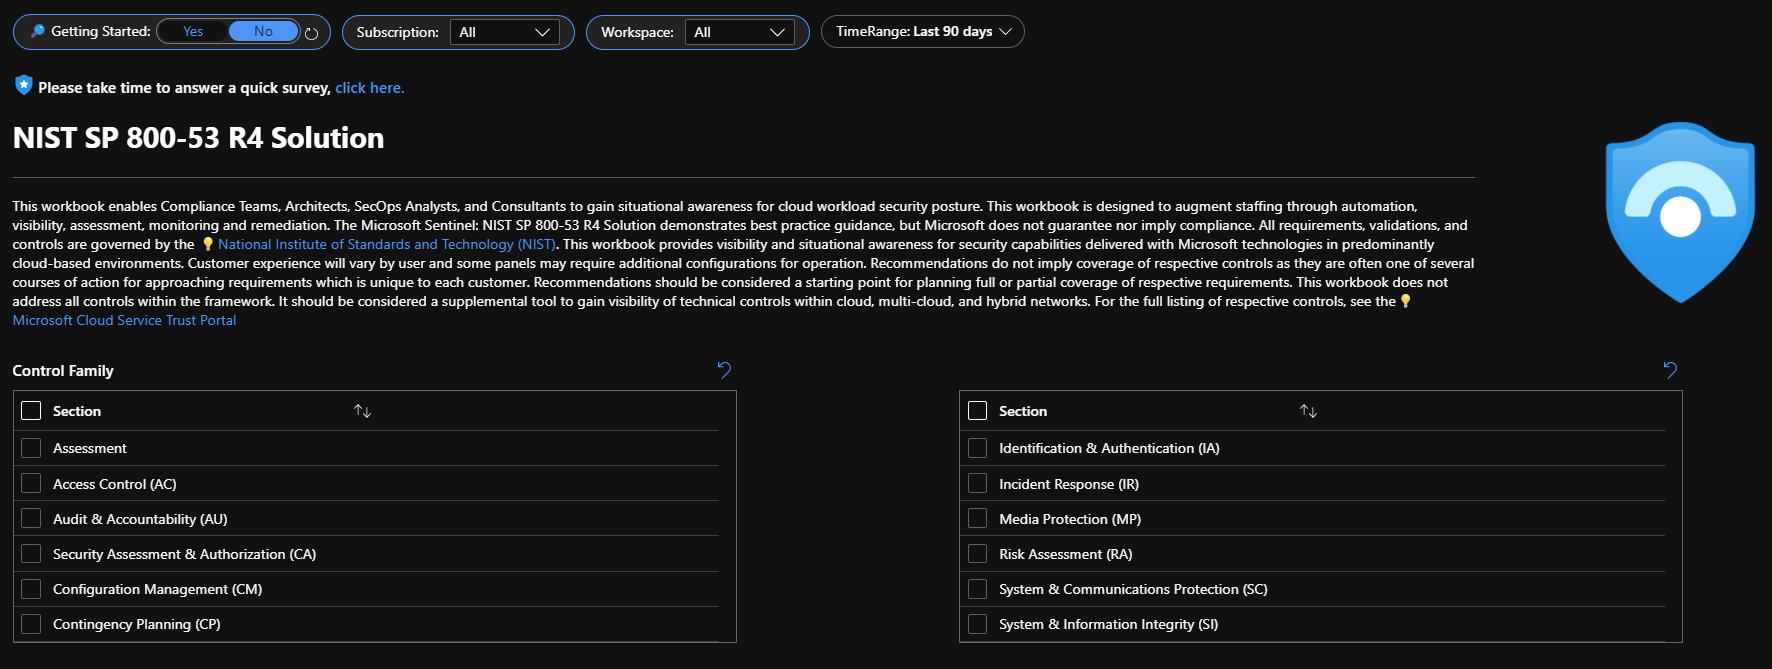 Getting Started: Yes No Subscription: All Workspace: All TimeRange: Last 90 days
Please take time to answer a quick survey, click here.
NIST SP 800-53 R4 Solution
This workbook enables Compliance Teams, Architects, SecOps Analysts, and Consultants to gain situational awareness for cloud workload security posture. This workbook is designed to augment staffing through automation,
visibility, assessment, monitoring and remediation. The Microsoft Sentinel: NIST SP 800-53 R4 Solution demonstrates best practice guidance, but Microsoft does not guarantee nor imply compliance. All requirements, validations, and
controls are governed by the National Institute of Standards and Technology (NIST). This workbook provides visibility and situational awareness for security capabilities delivered with Microsoft technologies in predominantly
cloud-based environments. Customer experience will vary by user and some panels may require additional configurations for operation. Recommendations do not imply coverage of respective controls as they are often one of several
courses of action for approaching requirements which is unique to each customer. Recommendations should be considered a starting point for planning full or partial coverage of respective requirements. This workbook does not
address all controls within the framework. It should be considered a supplemental tool to gain visibility of technical controls within cloud, multi-cloud, and hybrid networks. For the full listing of respective controls, see the
Microsoft Cloud Service Trust Portal
Control Family
Section
Assessment
Access Control (AC)
Audit & Accountability (AU)
Security Assessment & Authorization (CA)
Configuration Management (CM)
Contingency Planning (CP)
Section
Identification & Authentication (IA)
Incident Response (IR)
Media Protection (MP)
Risk Assessment (RA)
System & Communications Protection (SC)
System & Information Integrity (SI)